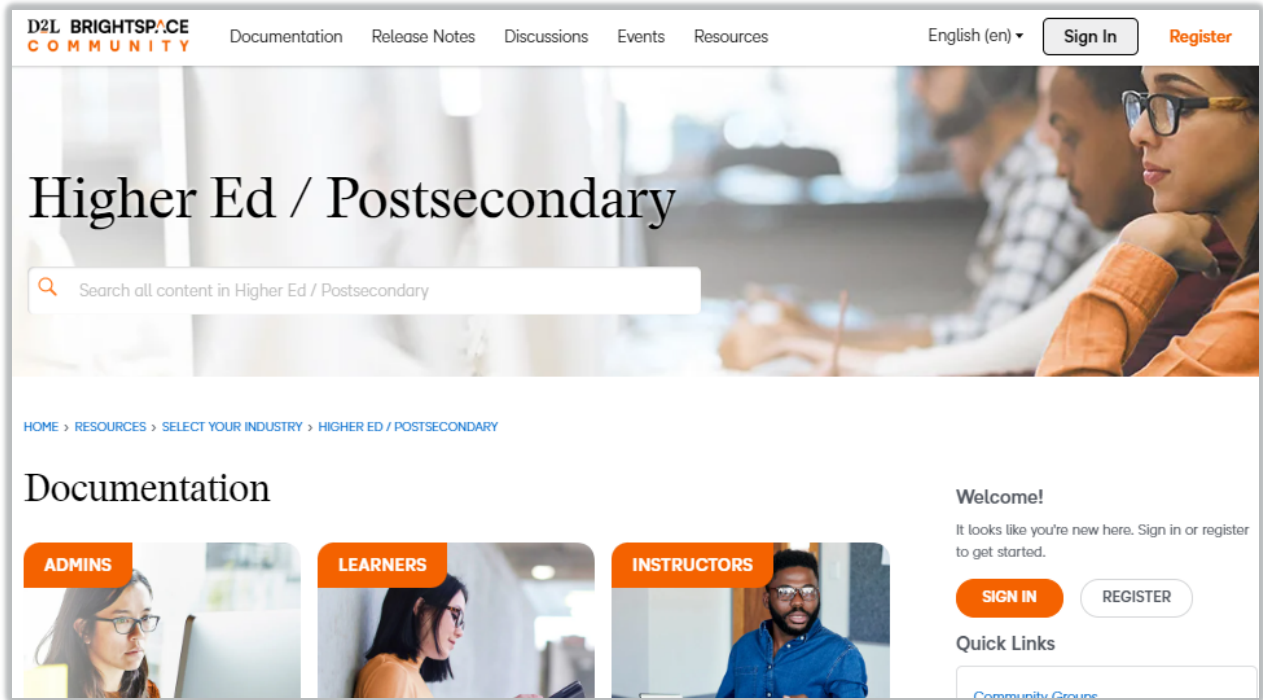 D2L BRIGHTSPACE
COMMUNITY
Documentation Release Notes Discussions Events Resources English (en) Sign In Register
Higher Ed / Postsecondary
Search all content in Higher Ed / Postsecondary
HOME > RESOURCES > SELECT YOUR INDUSTRY > HIGHER ED / POSTSECONDARY
Documentation
ADMINS
LEARNERS
INSTRUCTORS
Welcome!
It looks like you're new here. Sign in or register
to get started.
SIGN IN REGISTER
Quick Links
Community Groups